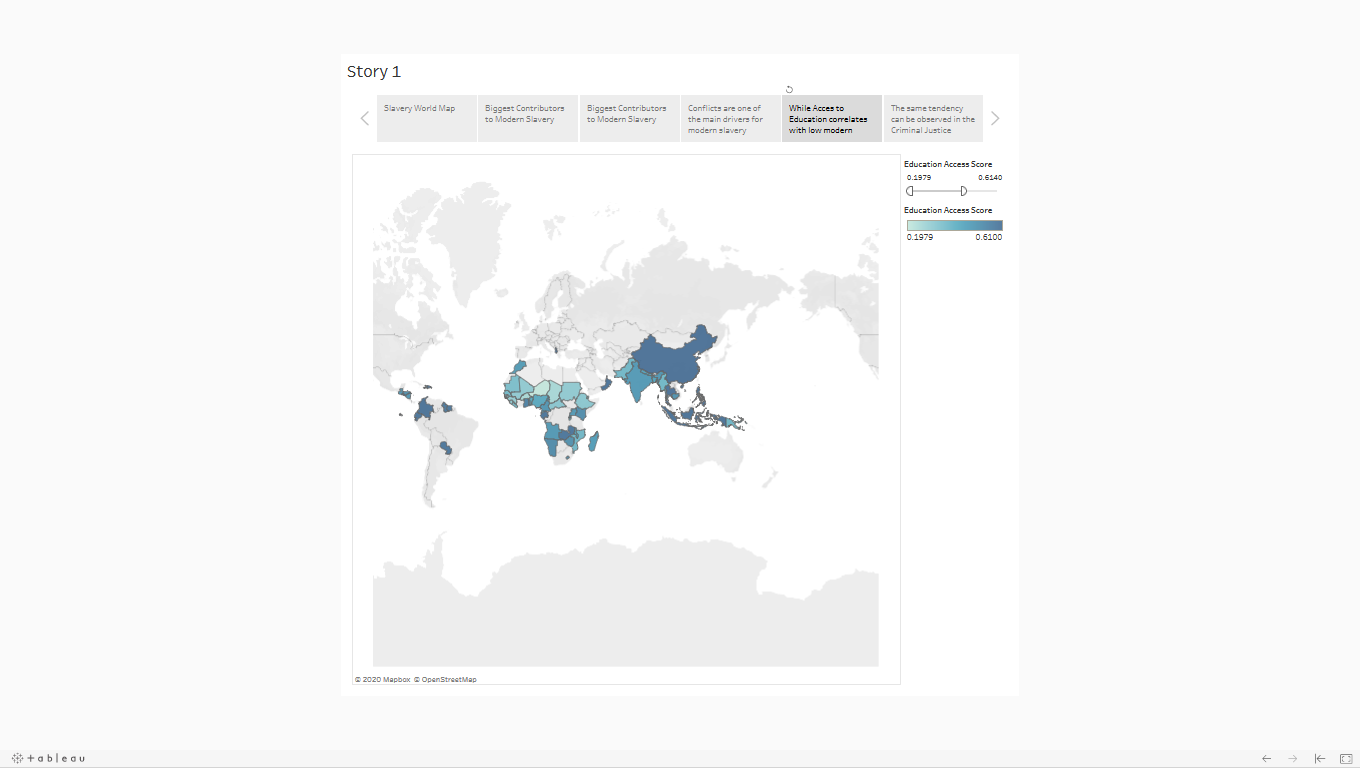 Story 1
Slavery World Map
Biggest Contributors
to Modern Slavery
Biggest Contributors
to Modern Slavery
Conflicts are one of
the main drivers for
modern slavery
While Acces to
Education correlates
with low modern
The same tendency
can be observed in the
Criminal Justice
Education Access Score
0.1979 0.6140
Education Access Score
0.1979 0.6100
© 2020 Mapbox © OpenStreetMap
+ a b l e a u